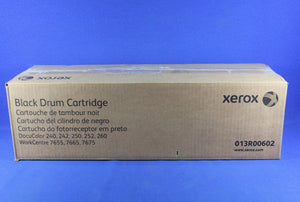 Black Drum Cartridge
Cartouche de tambour noir
Cartucho del cilindro de negro
Cartucho do fotorreceptor em preto
DocuColor 240, 242, 250, 252, 260
WorkCentre 7655, 7665, 7675
xerox
013R00602